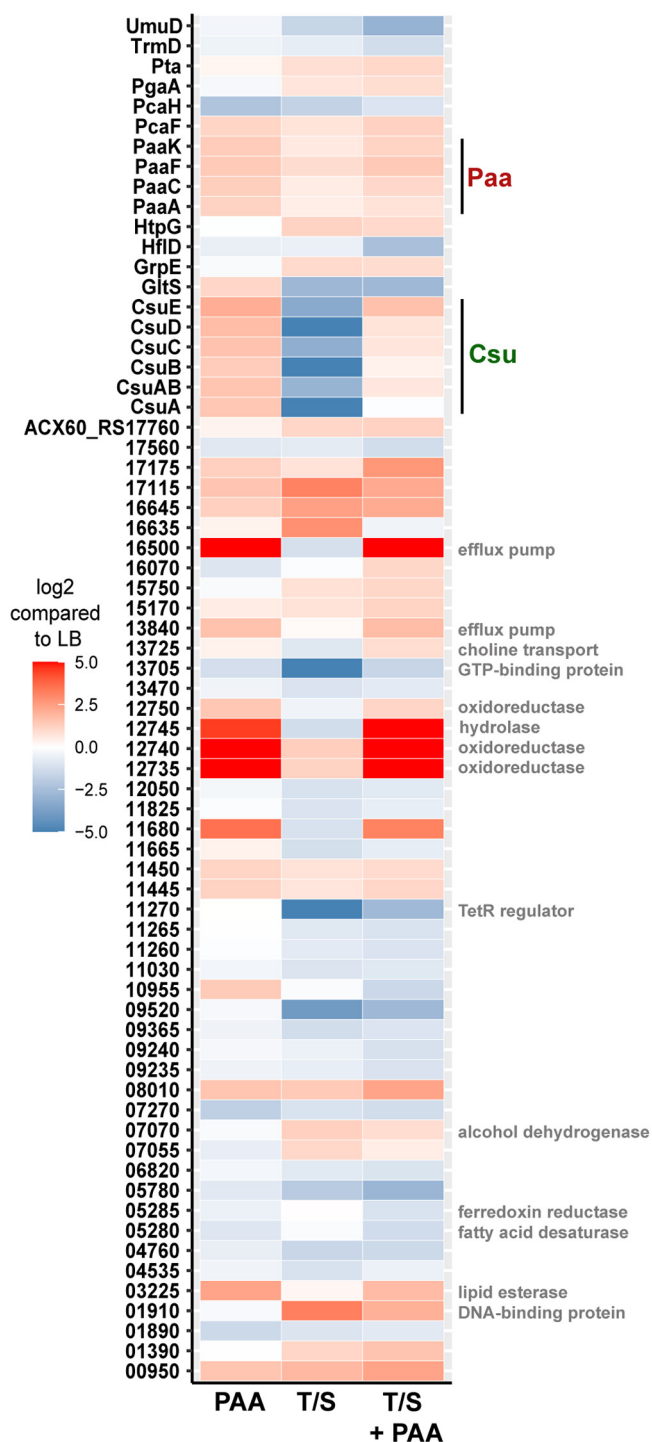 UmuD
TrmD
Pta
PgaA
PcaH
PcaF
PaaK
PaaF
PaaC
PaaA
Paa
HtpG
HflD
GrpE
GltS
CsuE
CsuD
CsuC
CsuB
CsuAB
CsuA
Csu
ACX60_RS17760
17560
17175
17115
16645
16635
16500 efflux pump
16070
15750
15170
13840 efflux pump
13725 choline transport
13705 GTP-binding protein
13470
12750 oxidoreductase
12745 hydrolase
12740 oxidoreductase
12735 oxidoreductase
12050
11825
11680
11665
11450
11445
11270 TetR regulator
11265
11260
11030
10955
09520
09365
09240
09235
08010
07270
07070 alcohol dehydrogenase
07055
06820
05780
05285 ferredoxin reductase
05280 fatty acid desaturase
04760
04535
03225 lipid esterase
01910 DNA-binding protein
01890
01390
00950
log2
compared
to LB
5.0
2.5
0.0
−2.5
−5.0
PAA T/S T/S
+ PAA